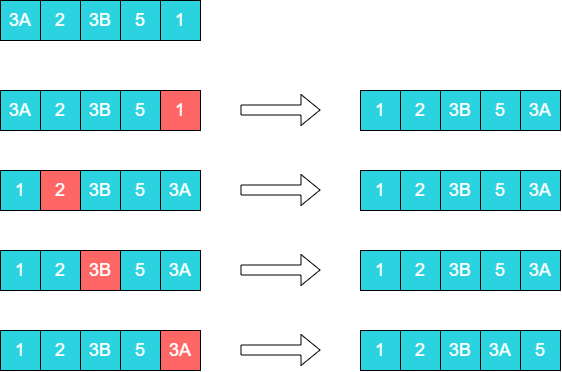 3A 2 3B 5 1
3A 2 3B 5 1 1 2 3B 5 3A
1 2 3B 5 3A 1 2 3B 5 3A
1 2 3B 5 3A 1 2 3B 5 3A
1 2 3B 5 3A 1 2 3B 3A 5